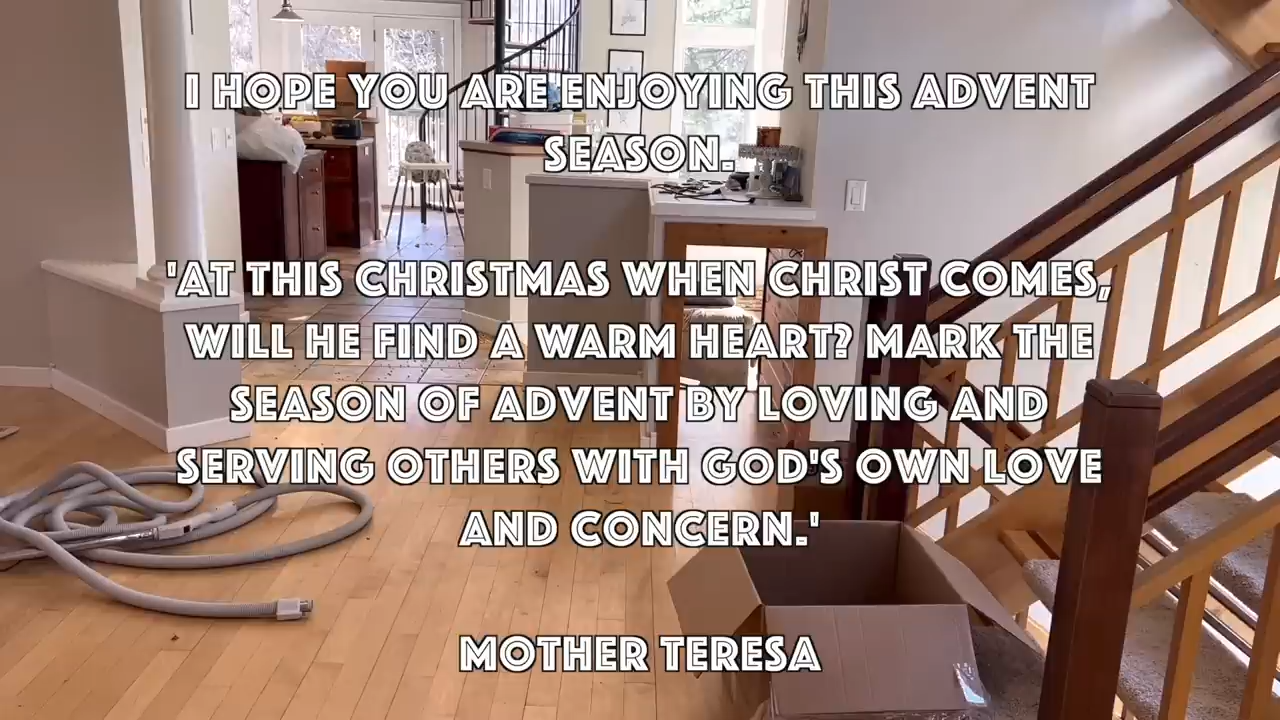 I HOPE YOU ARE ENJOYING THIS ADVENT
SEASON.
'AT THIS CHRISTMAS WHEN CHRIST COMES,
WILL HE FIND A WARM HEART? MARK THE
SEASON OF ADVENT BY LOVING AND
SERVING OTHERS WITH GOD'S OWN LOVE
AND CONCERN.'
MOTHER TERESA